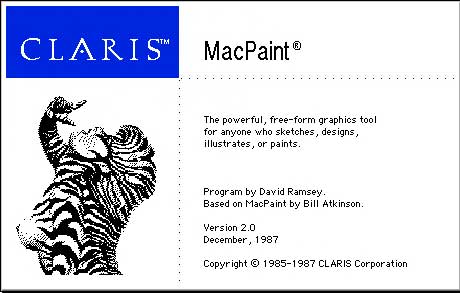 CLARIS™
MacPaint®
The powerful, free-form graphics tool
for anyone who sketches, designs,
illustrates, or paints.
Program by David Ramsey.
Based on MacPaint by Bill Atkinson.
Version 2.0
December, 1987
Copyright © 1985-1987 CLARIS Corporation